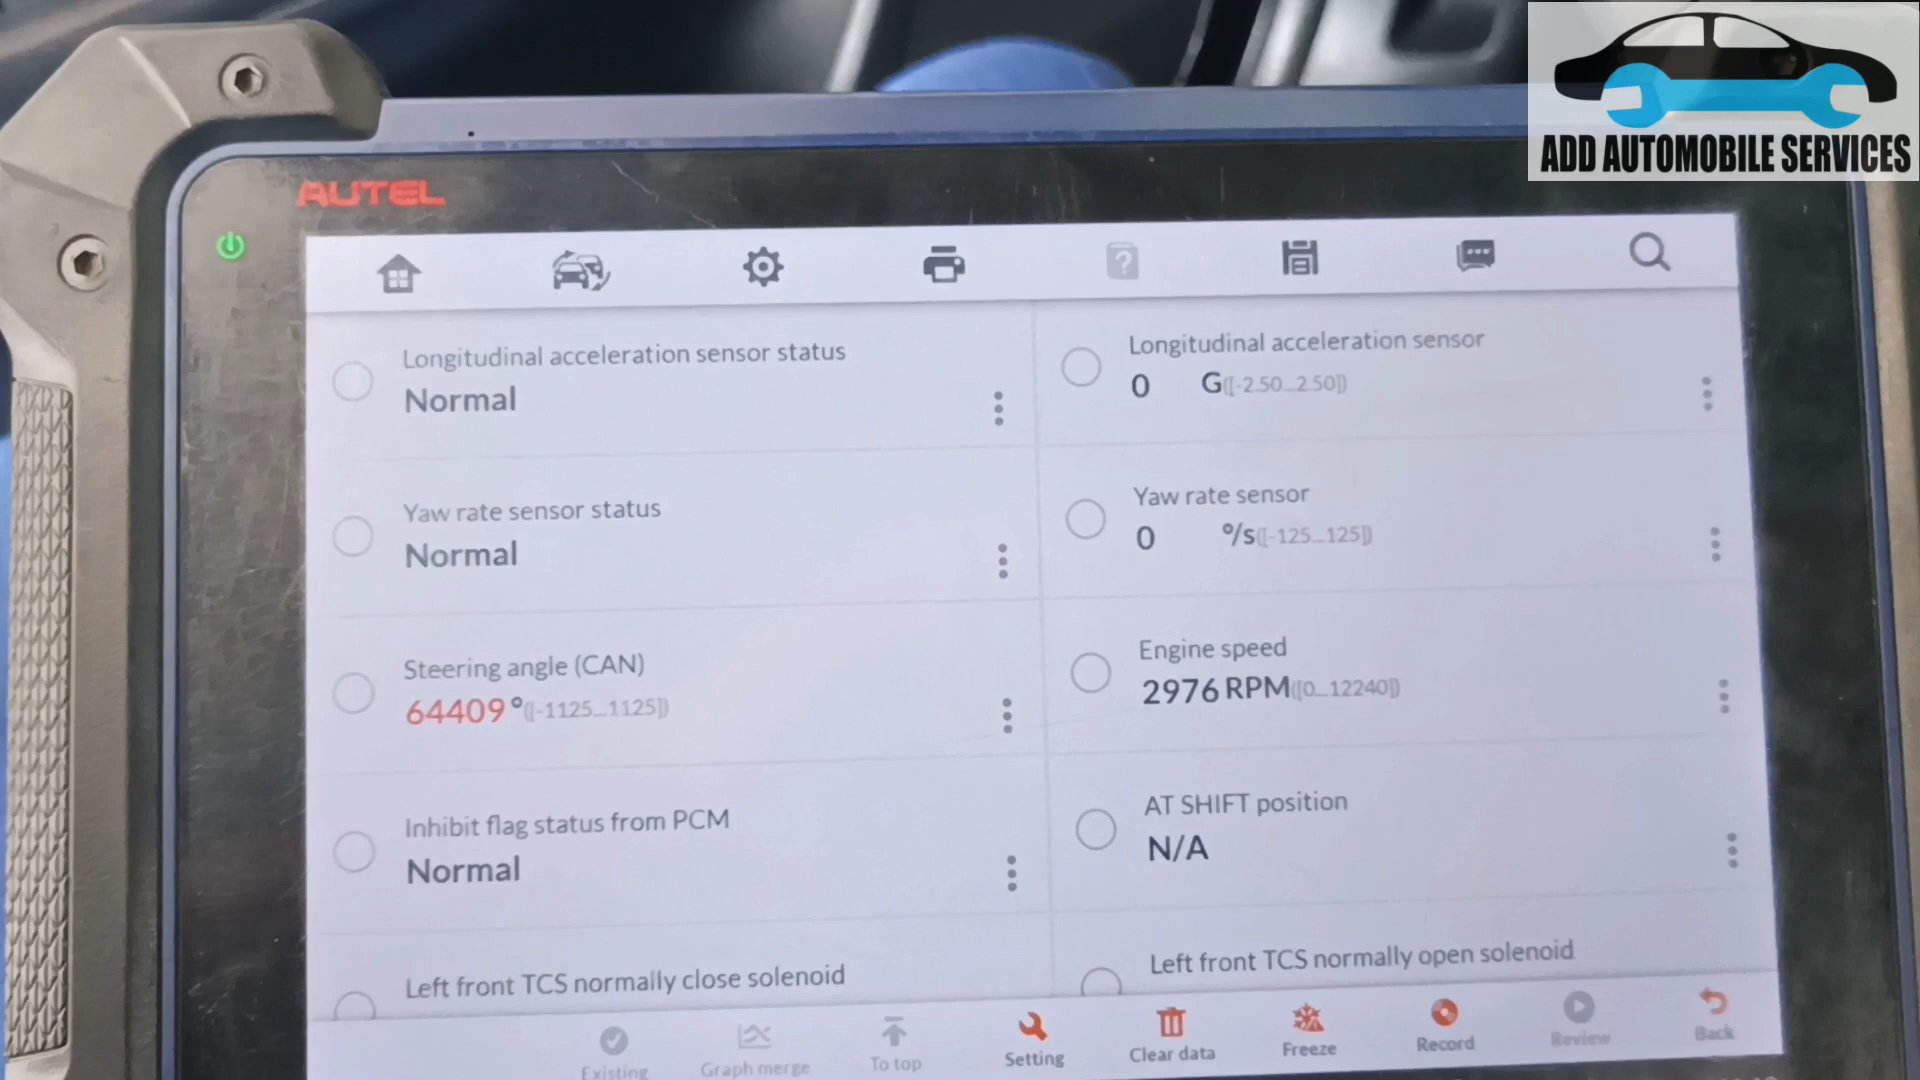 ADD AUTOMOBILE SERVICES
AUTEL
Longitudinal acceleration sensor status
Normal
Longitudinal acceleration sensor
0 G([-2.50...2.50])
Yaw rate sensor status
Normal
Yaw rate sensor
0 °/s([-125...125])
Steering angle (CAN)
64409 °([-1125...1125])
Engine speed
2976 RPM([0...12240])
Inhibit flag status from PCM
Normal
AT SHIFT position
N/A
Left front TCS normally close solenoid
Left front TCS normally open solenoid
Existing
Graph merge
To top
Setting
Clear data
Freeze
Record
Review
Back